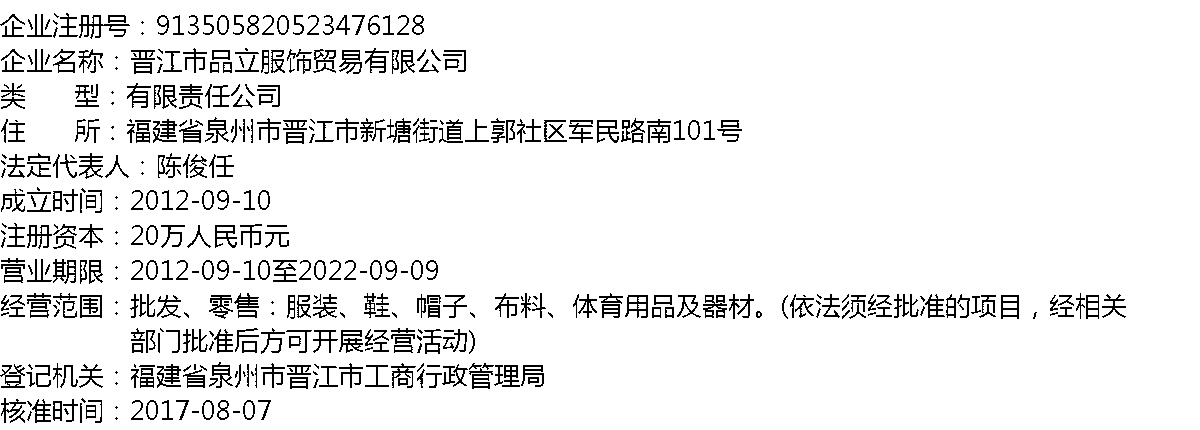 企业注册号：913505820523476128
企业名称：晋江市品立服饰贸易有限公司
类　　型：有限责任公司
住　　所：福建省泉州市晋江市新塘街道上郭社区军民路南101号
法定代表人：陈俊任
成立时间：2012-09-10
注册资本：20万人民币元
营业期限：2012-09-10至2022-09-09
经营范围：批发、零售：服装、鞋、帽子、布料、体育用品及器材。(依法须经批准的项目，经相关
部门批准后方可开展经营活动)
登记机关：福建省泉州市晋江市工商行政管理局
核准时间：2017-08-07